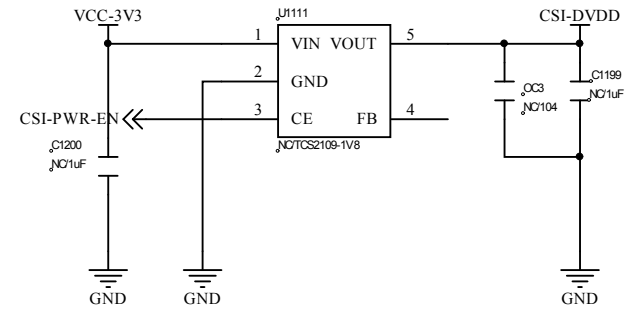 VCC-3V3
U1111
CSI-DVDD
1
VIN
VOUT
5
2
GND
C1199
NC/1uF
OC3
NC/104
CSI-PWR-EN
3
CE
FB
4
C1200
NC/1uF
NC/TCS2109-1V8
GND
GND
GND